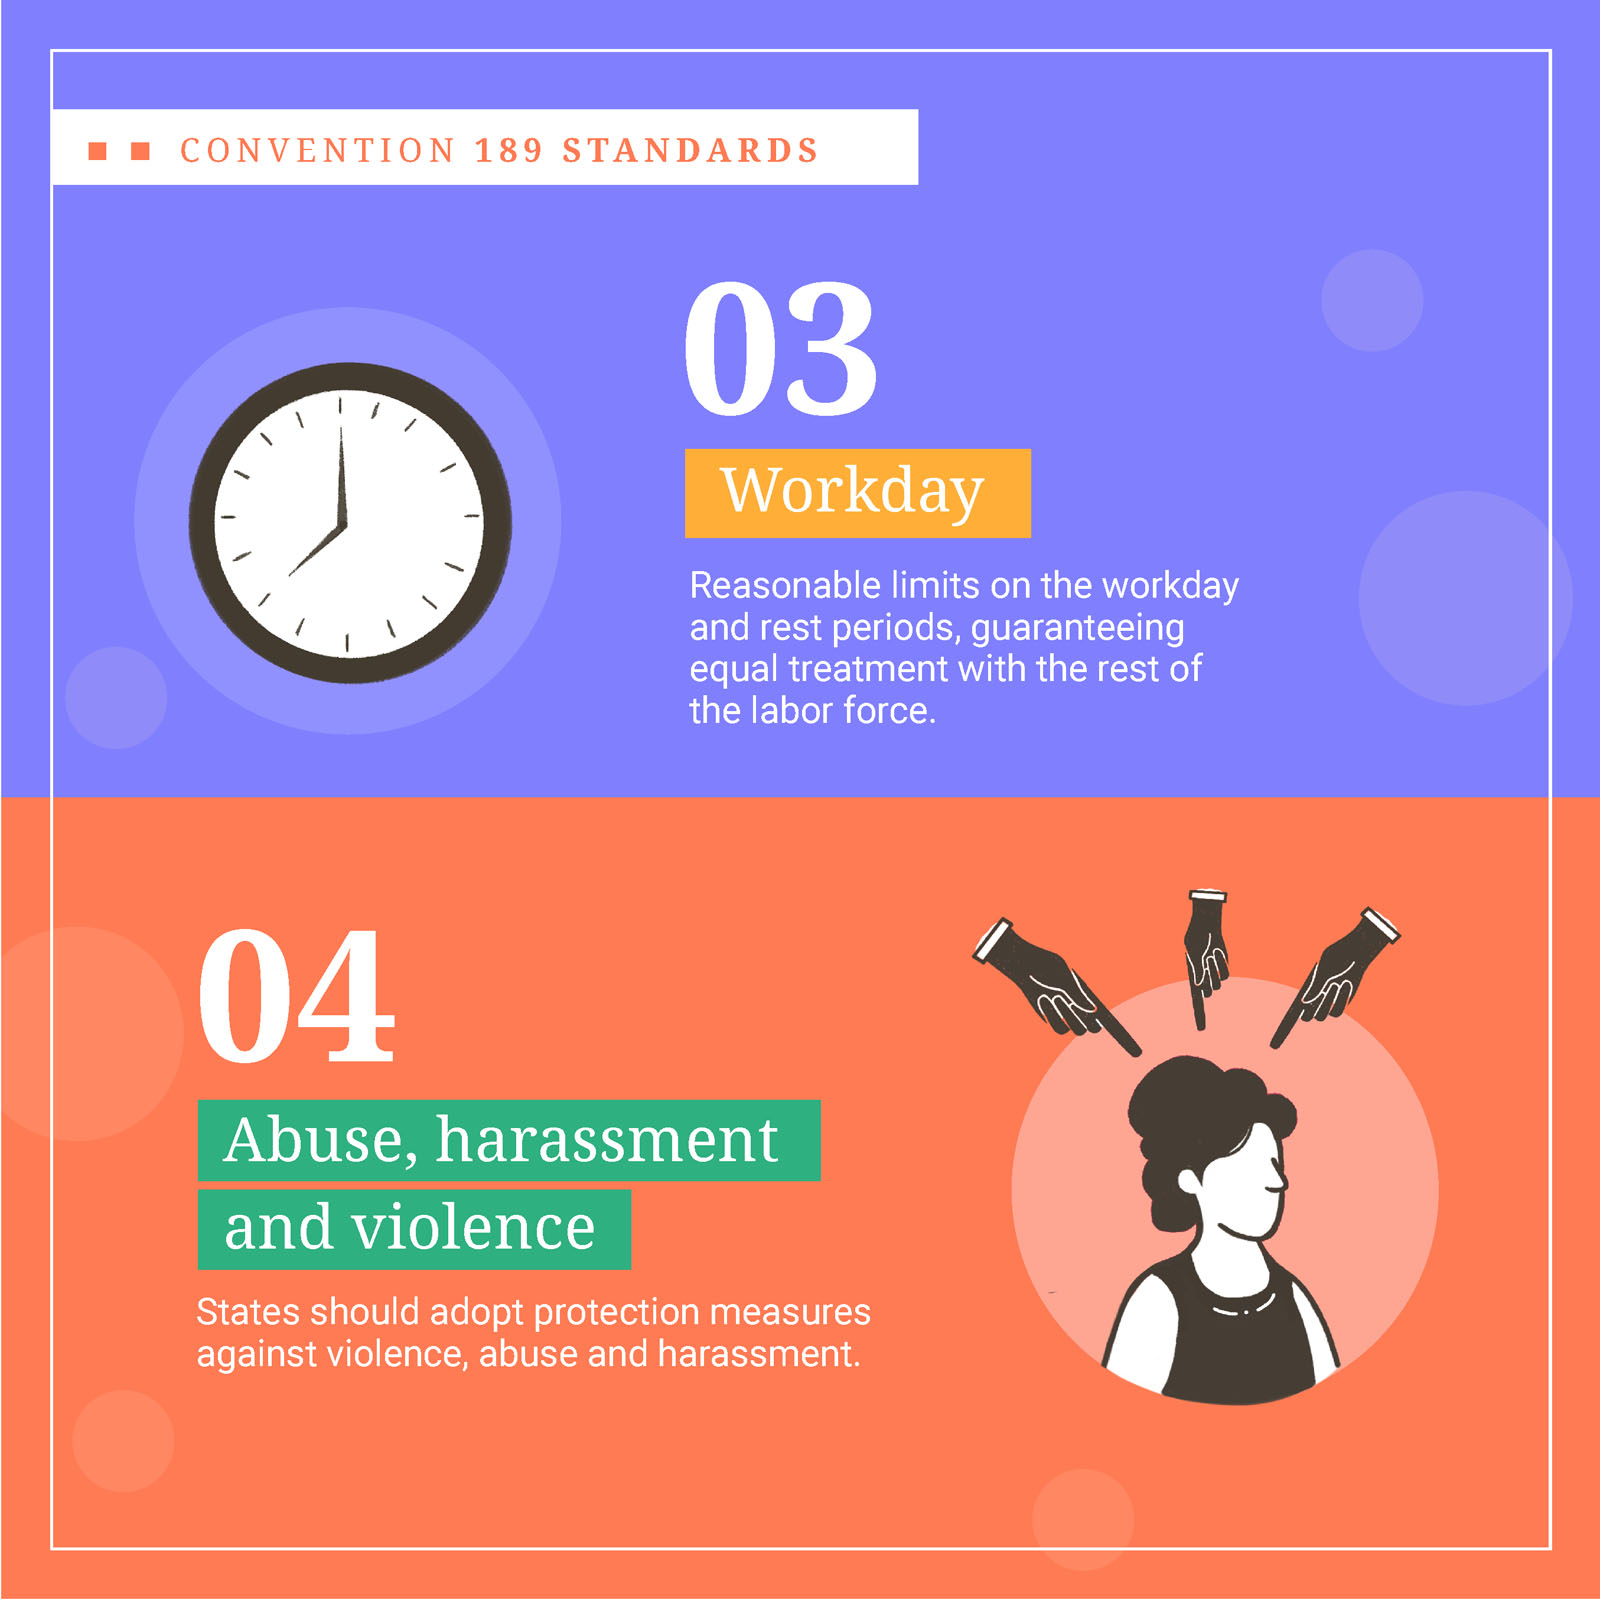 CONVENTION 189 STANDARDS
03
Workday
Reasonable limits on the workday
and rest periods, guaranteeing
equal treatment with the rest of
the labor force.
04
Abuse, harassment
and violence
States should adopt protection measures
against violence, abuse and harassment.